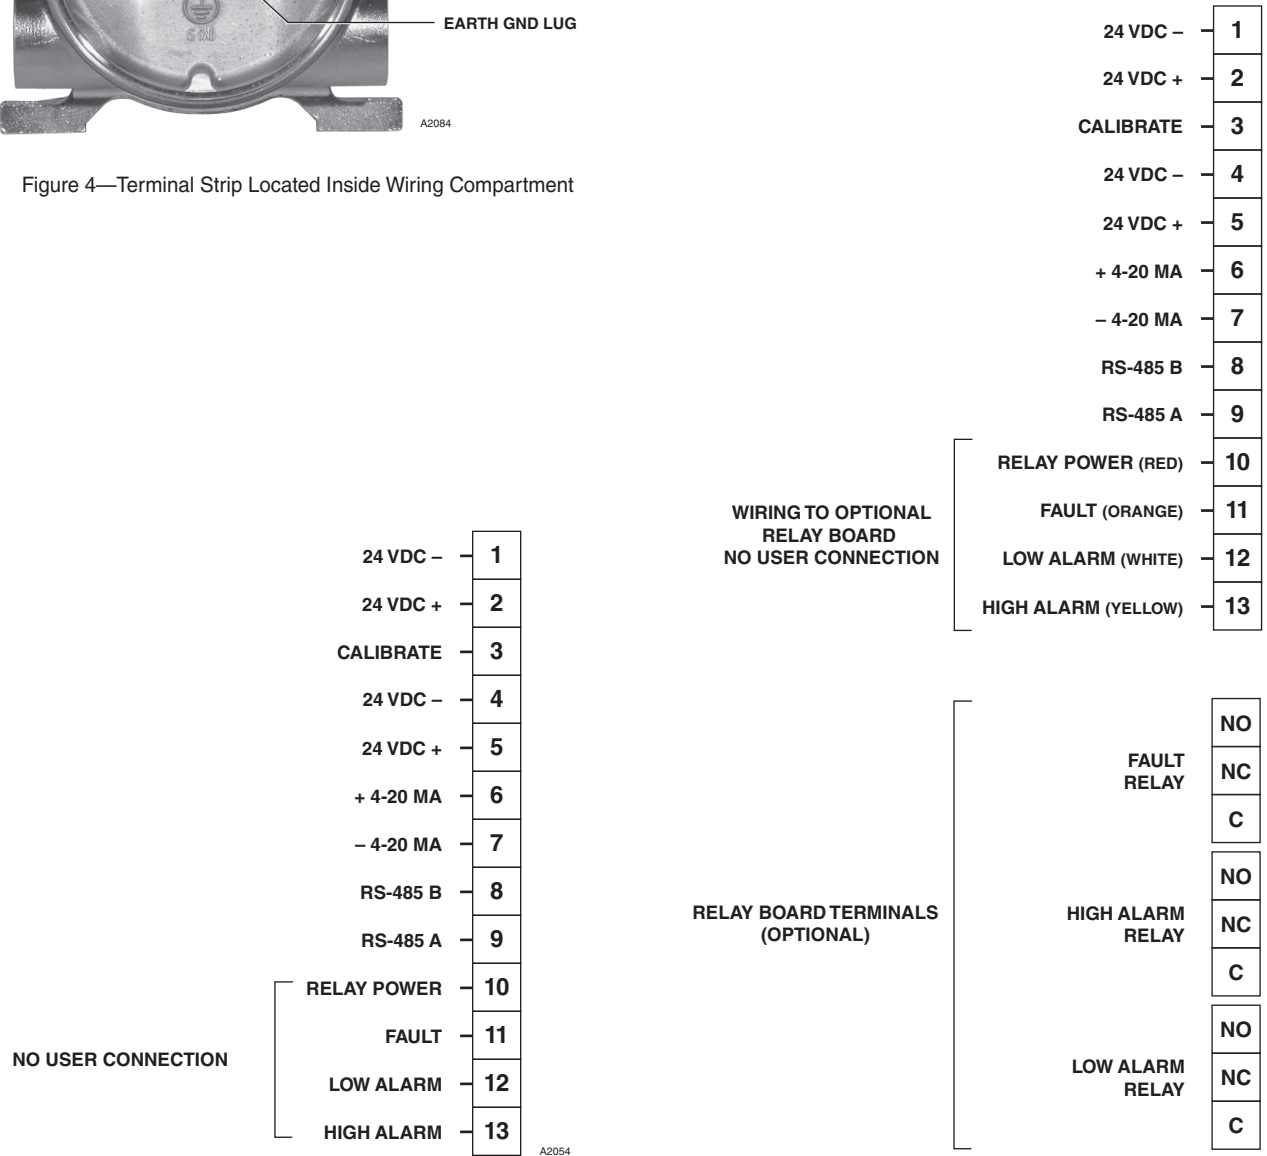 EARTH GND LUG
A2084
Figure 4—Terminal Strip Located Inside Wiring Compartment
24 VDC – 1
24 VDC + 2
CALIBRATE 3
24 VDC – 4
24 VDC + 5
+ 4-20 MA 6
– 4-20 MA 7
RS-485 B 8
RS-485 A 9
RELAY POWER 10
FAULT 11
NO USER CONNECTION
LOW ALARM 12
HIGH ALARM 13
A2054
24 VDC – 1
24 VDC + 2
CALIBRATE 3
24 VDC – 4
24 VDC + 5
+ 4-20 MA 6
– 4-20 MA 7
RS-485 B 8
RS-485 A 9
WIRING TO OPTIONAL
RELAY BOARD
NO USER CONNECTION
RELAY POWER (RED) 10
FAULT (ORANGE) 11
LOW ALARM (WHITE) 12
HIGH ALARM (YELLOW) 13
RELAY BOARD TERMINALS
(OPTIONAL)
FAULT
RELAY
NO
NC
C
HIGH ALARM
RELAY
NO
NC
C
LOW ALARM
RELAY
NO
NC
C